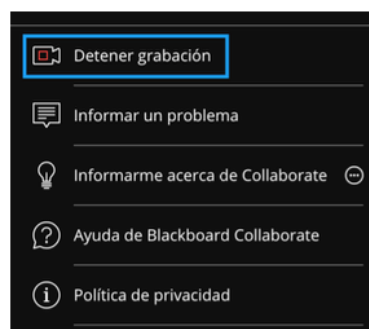 Detener grabación
Informar un problema
Informarme acerca de Collaborate
Ayuda de Blackboard Collaborate
Política de privacidad